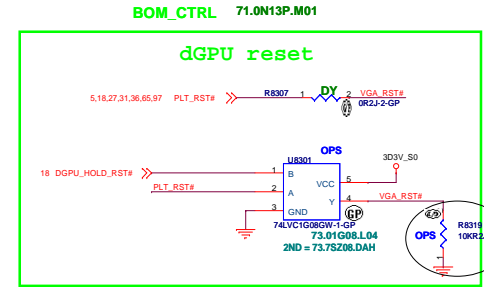 BOM_CTRL 71.0N13P.M01
dGPU reset
5,18,27,31,36,65,97 PLT_RST# R8307 1 DY 2 VGA_RST#
0R2J-2-GP
OPS
U8301
3D3V_S0
18 DGPU_HOLD_RST# 1 B
VCC 5
PLT_RST# 2 A
Y 4 VGA_RST#
3 GND
GP
74LVC1G08GW-1-GP
73.01G08.L04
2ND = 73.7SZ08.DAH
OPS
R8319
10KR2
1